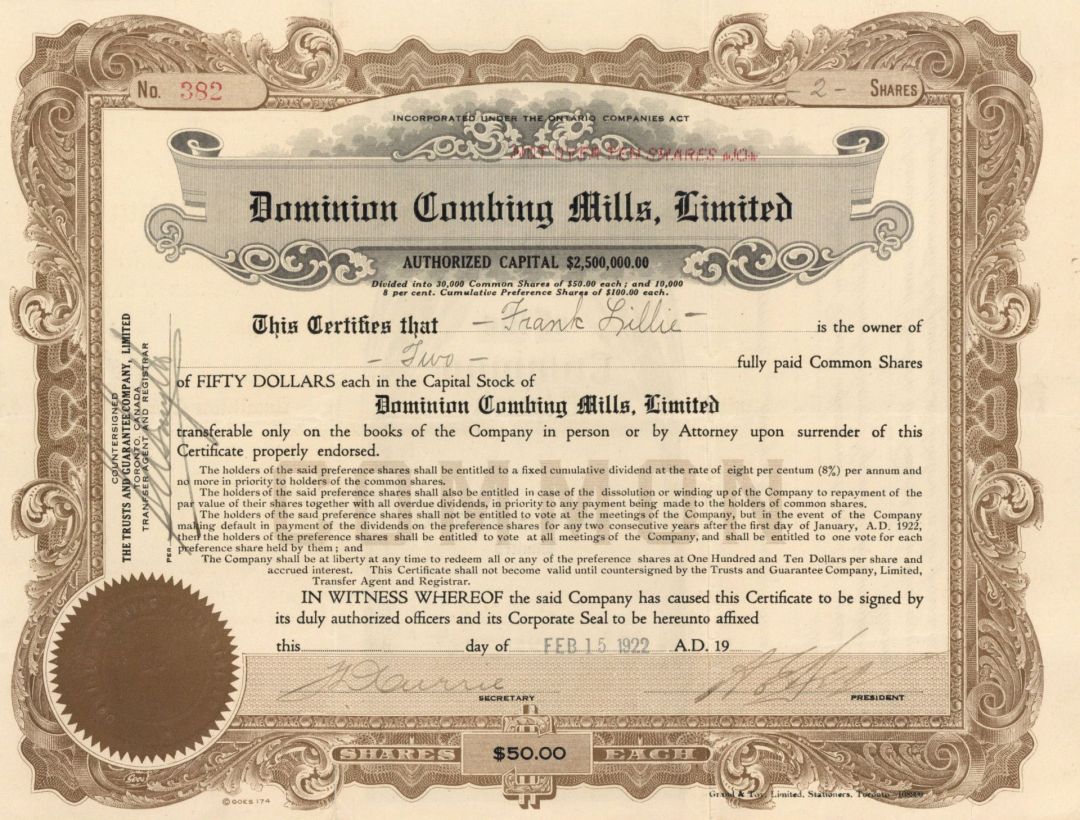 No. 382
- 2 - SHARES
INCORPORATED UNDER THE ONTARIO COMPANIES ACT
NOT OVER TEN SHARES
Dominion Combing Mills, Limited
AUTHORIZED CAPITAL $2,500,000.00
Divided into 30,000 Common Shares of $50.00 each; and 10,000
8 per cent. Cumulative Preference Shares of $100.00 each.
This Certifies that - Frank Lillie - is the owner of
- Two - fully paid Common Shares
of FIFTY DOLLARS each in the Capital Stock of
Dominion Combing Mills, Limited
transferable only on the books of the Company in person or by Attorney upon surrender of this
Certificate properly endorsed.
The holders of the said preference shares shall be entitled to a fixed cumulative dividend at the rate of eight per centum (8%) per annum and
no more in priority to holders of the common shares.
The holders of the said preference shares shall also be entitled in case of the dissolution or winding up of the Company to repayment of the
par value of their shares together with all overdue dividends, in priority to any payment being made to the holders of common shares.
The holders of the said preference shares shall not be entitled to vote at the meetings of the Company, but in the event of the Company
making default in payment of the dividends on the preference shares for any two consecutive years after the first day of January, A.D. 1922,
then the holders of the preference shares shall be entitled to vote at all meetings of the Company, and shall be entitled to one vote for each
preference share held by them; and
The Company shall be at liberty at any time to redeem all or any of the preference shares at One Hundred and Ten Dollars per share and
accrued interest. This Certificate shall not become valid until countersigned by the Trusts and Guarantee Company, Limited,
Transfer Agent and Registrar.
IN WITNESS WHEREOF the said Company has caused this Certificate to be signed by
its duly authorized officers and its Corporate Seal to be hereunto affixed
this day of FEB 15 1922 A.D. 19
SECRETARY
PRESIDENT
COUNTERSIGNED
THE TRUSTS AND GUARANTEE COMPANY, LIMITED
TORONTO, CANADA
TRANSFER AGENT AND REGISTRAR
PER
SHARES $50.00 EACH
Goes
© GOES 174
Grand & Toy, Limited, Stationers, Toronto